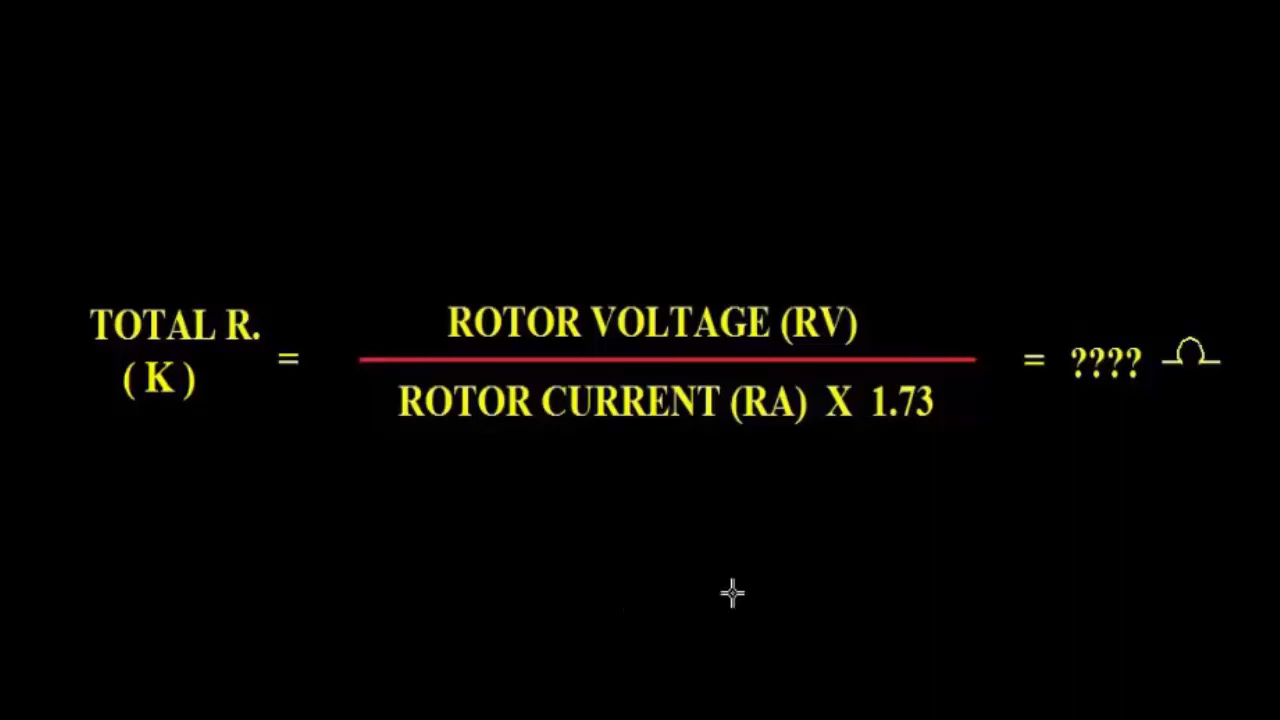 TOTAL R.
( K )
=
ROTOR VOLTAGE (RV)
ROTOR CURRENT (RA) X 1.73
= ???? Ω